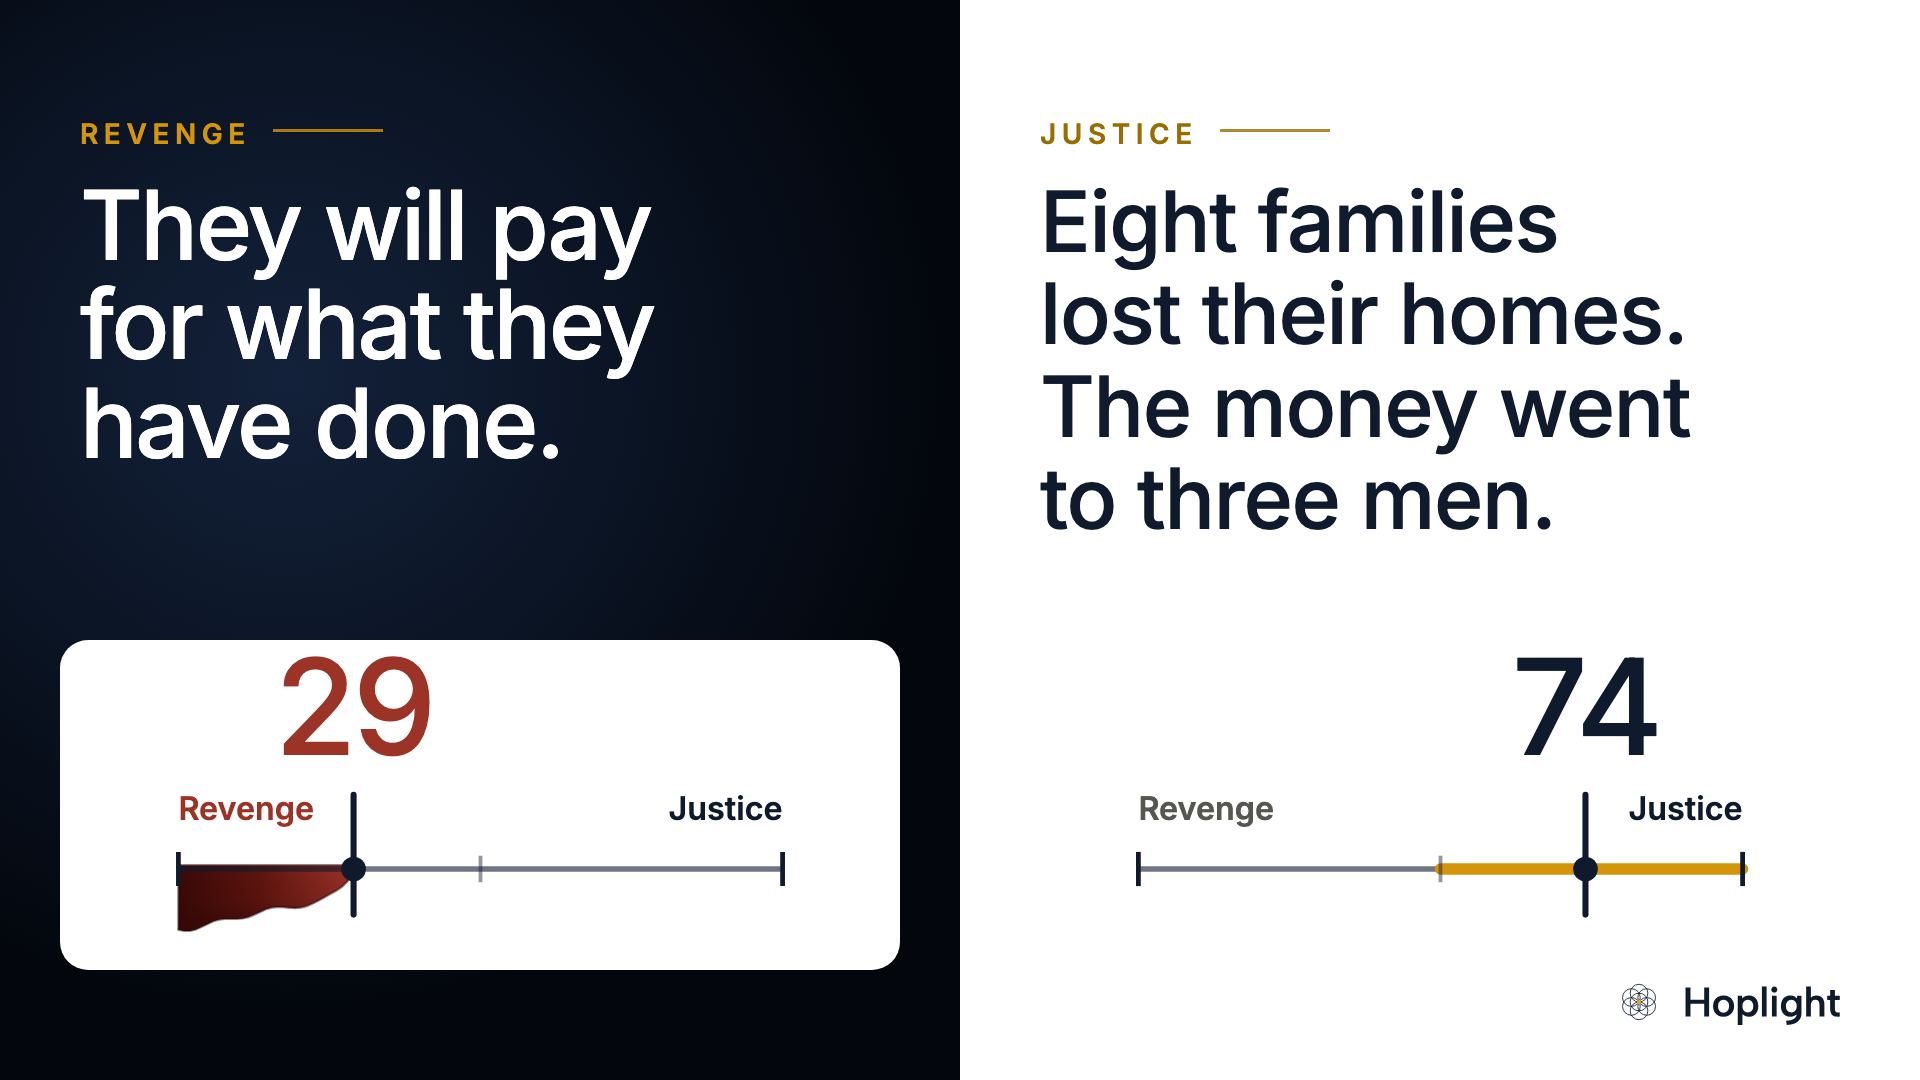 REVENGE
They will pay
for what they
have done.
29
Revenge
Justice
JUSTICE
Eight families
lost their homes.
The money went
to three men.
74
Revenge
Justice
Hoplight